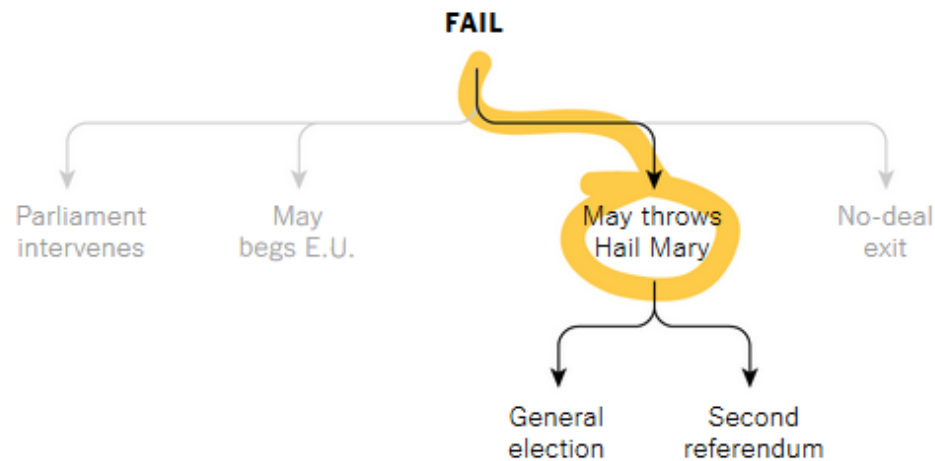 FAIL
Parliament
intervenes
May
begs E.U.
May throws
Hail Mary
No-deal
exit
General
election
Second
referendum